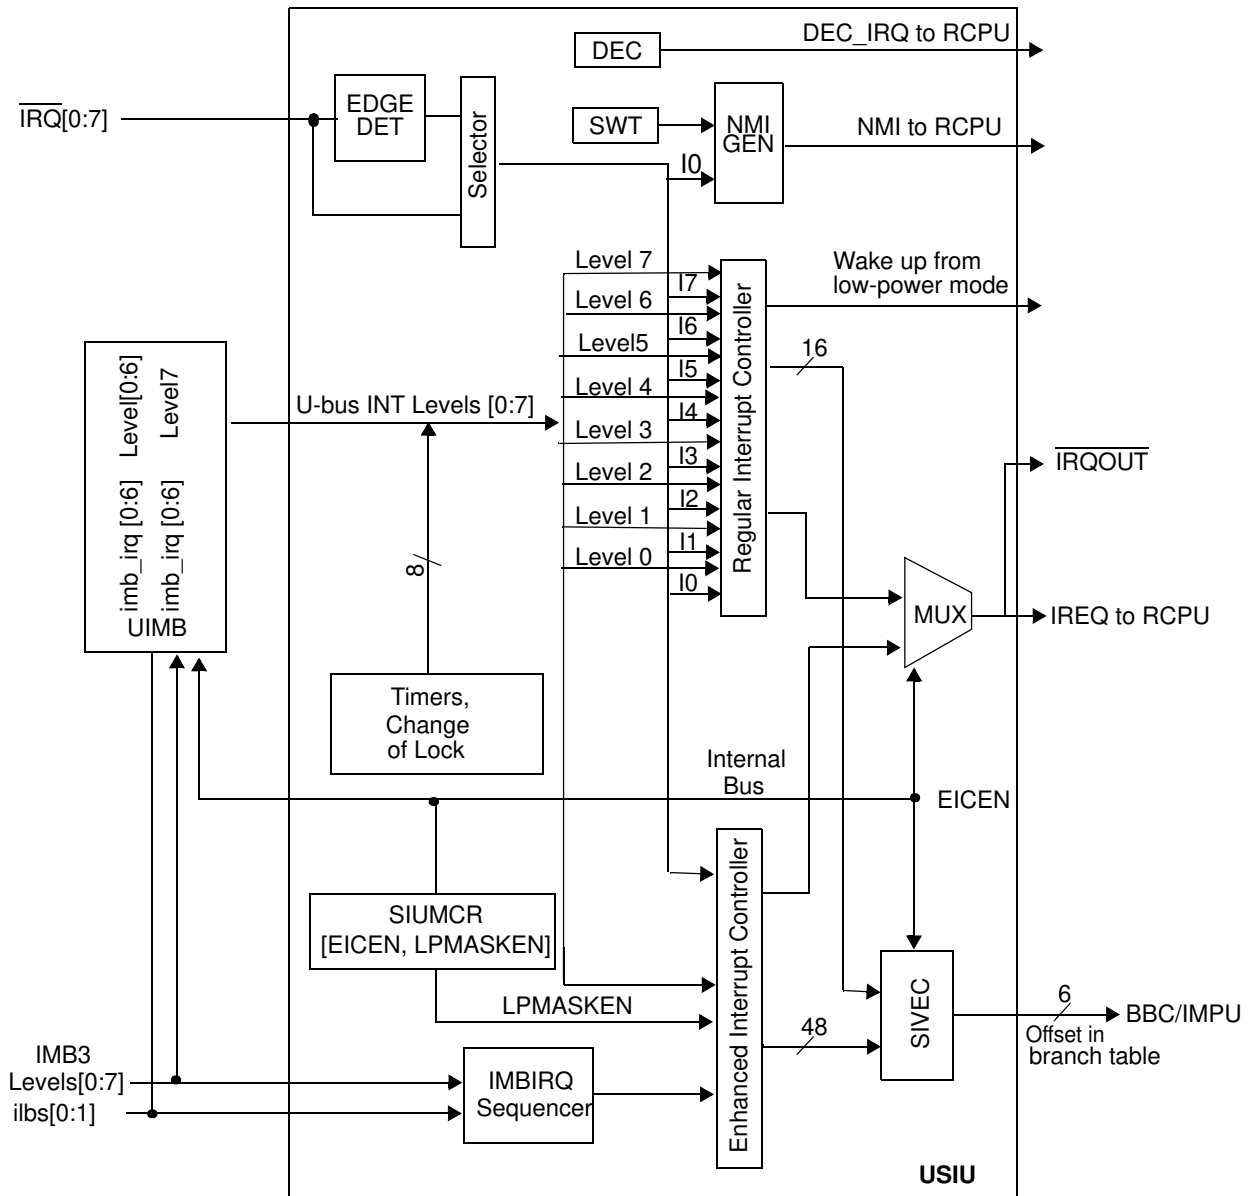 DEC_IRQ to RCPU
DEC
EDGE
DET
IRQ[0:7]
Selector
SWT
NMI
GEN
NMI to RCPU
I0
Level 7
I7
Level 6
I6
Level5
I5
Level 4
I4
Level 3
I3
Level 2
I2
Level 1
I1
Level 0
I0
Regular Interrupt Controller
Wake up from
low-power mode
16
Level[0:6]
Level7
imb_irq [0:6]
imb_irq [0:6]
UIMB
U-bus INT Levels [0:7]
8
IRQOUT
MUX
IREQ to RCPU
Timers,
Change
of Lock
Internal
Bus
EICEN
SIUMCR
[EICEN, LPMASKEN]
LPMASKEN
Enhanced Interrupt Controller
48
SIVEC
6
Offset in
branch table
BBC/IMPU
IMB3
Levels[0:7]
ilbs[0:1]
IMBIRQ
Sequencer
USIU